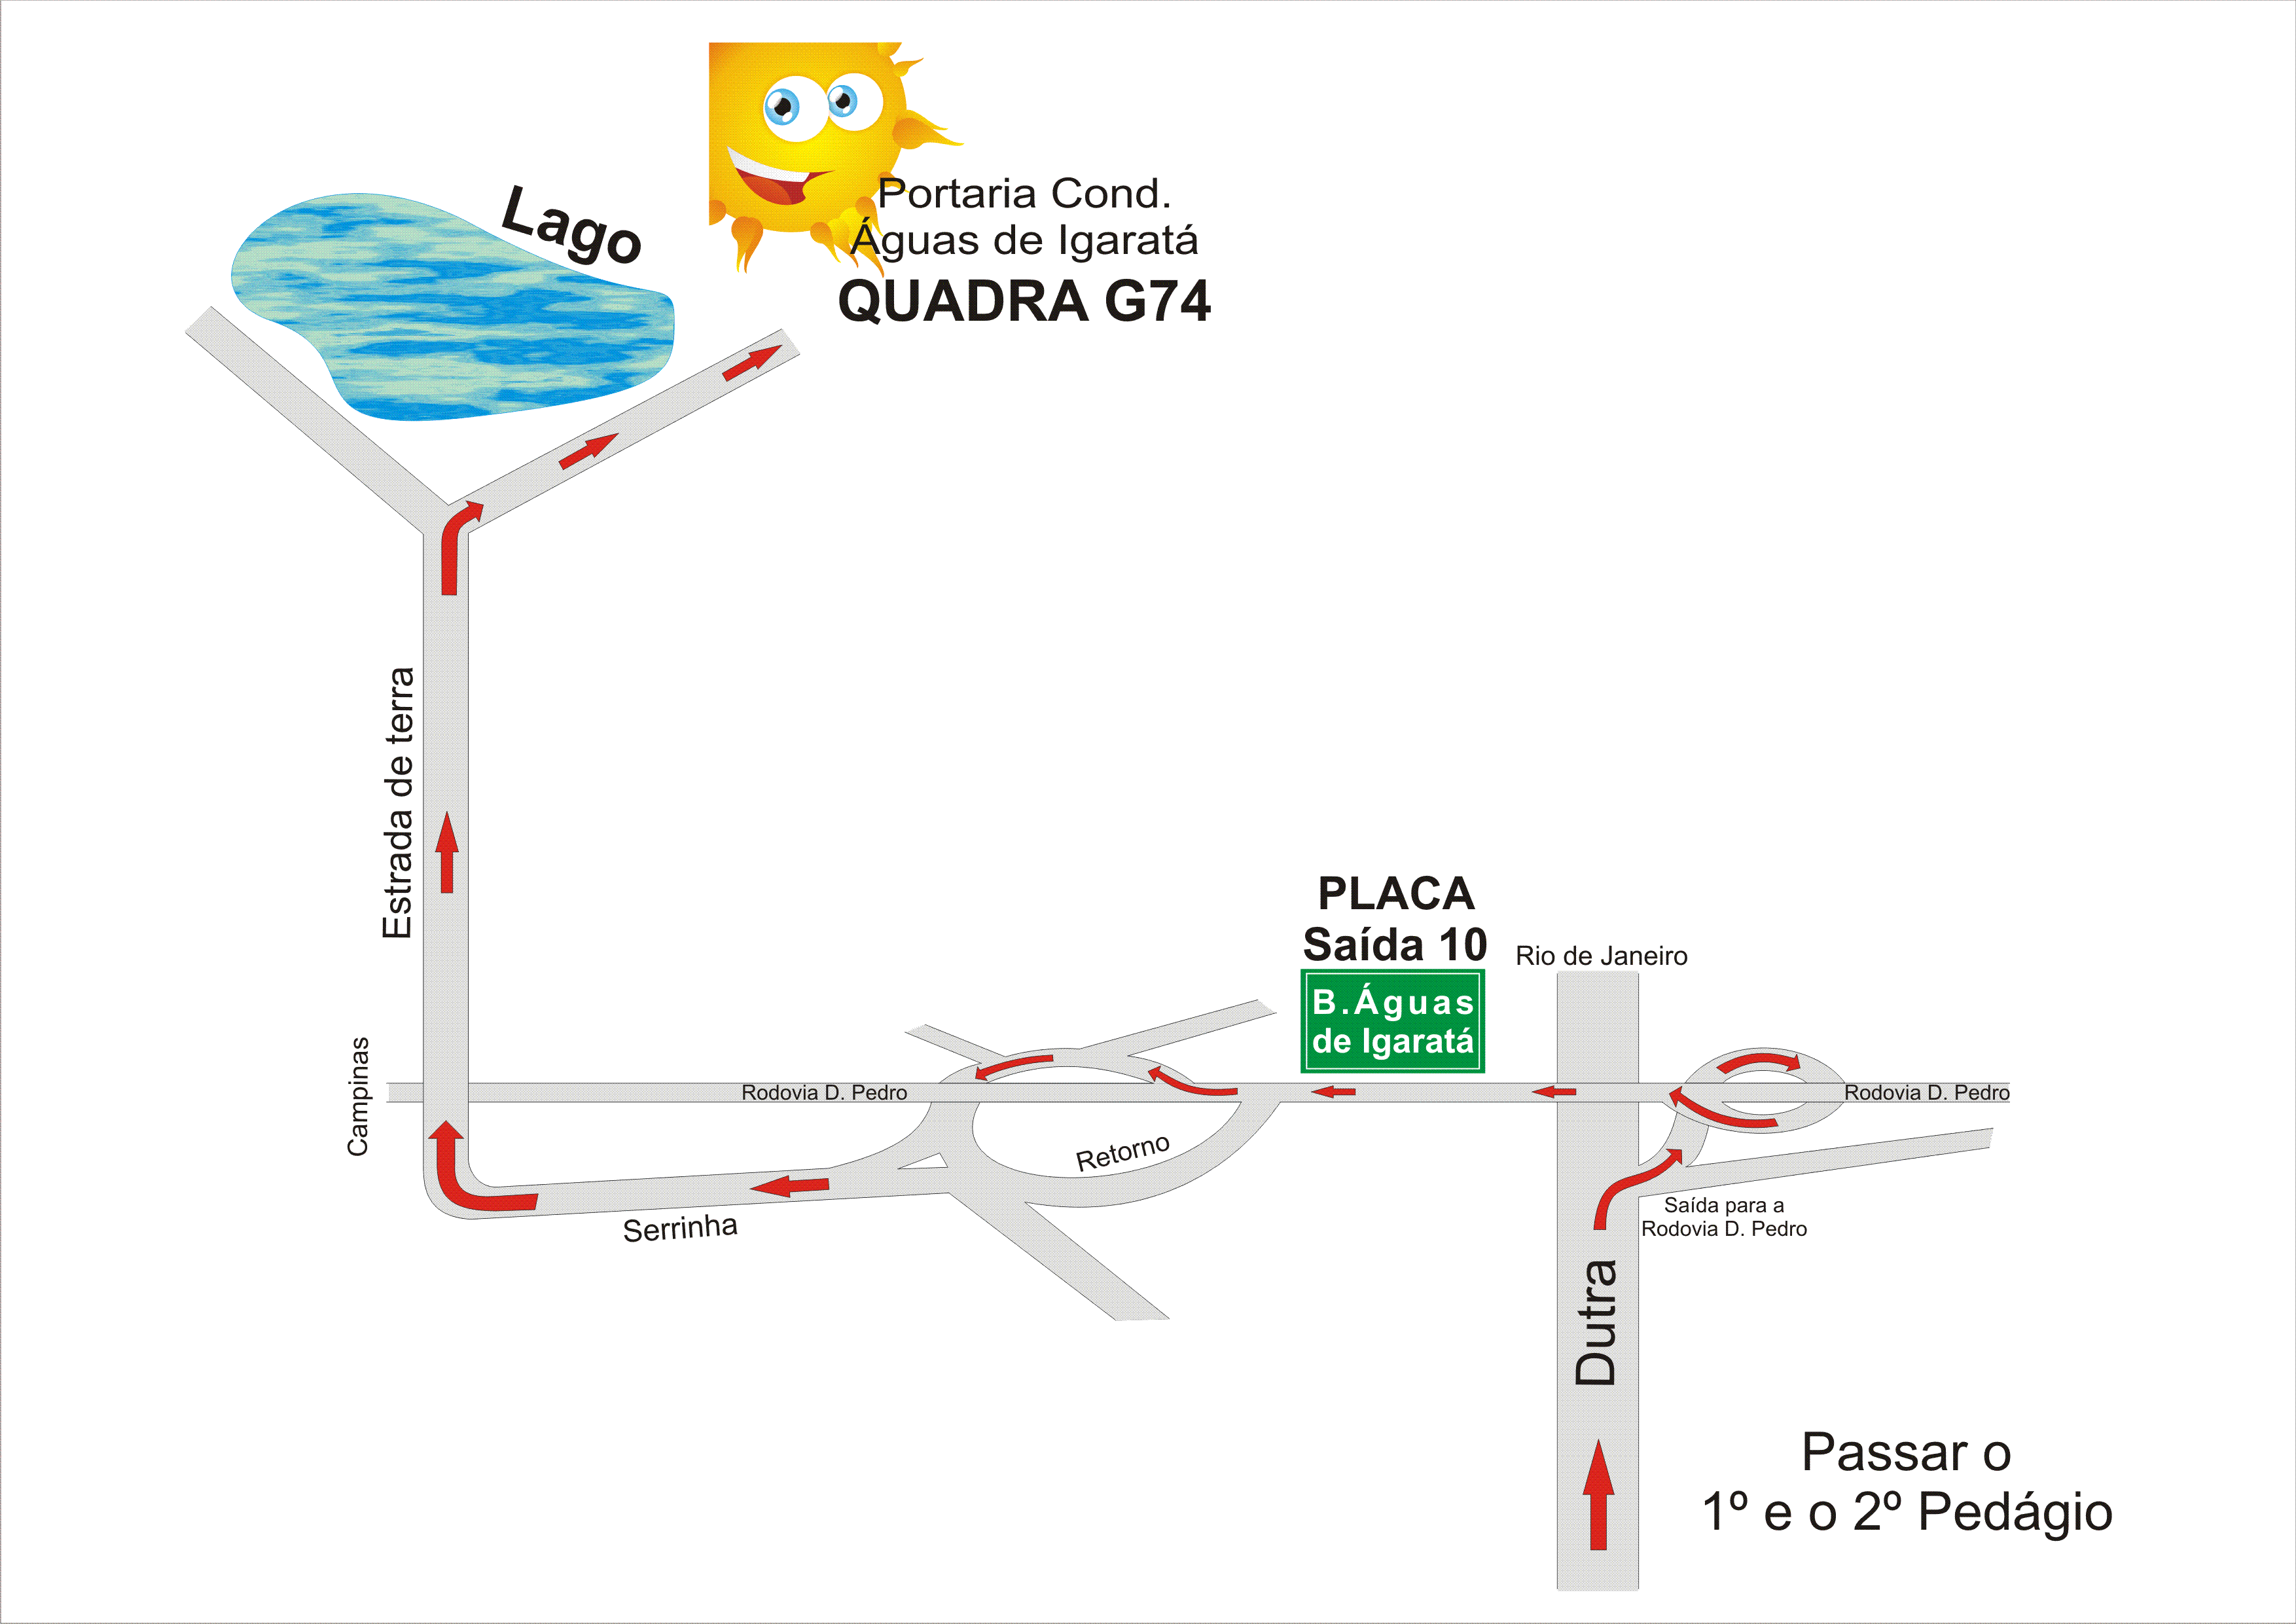 Lago
Portaria Cond.
Águas de Igaratá
QUADRA G74
Estrada de terra
PLACA
Saída 10
B.Águas
de Igaratá
Rio de Janeiro
Campinas
Rodovia D. Pedro
Rodovia D. Pedro
Retorno
Serrinha
Saída para a
Rodovia D. Pedro
Dutra
Passar o
1º e o 2º Pedágio